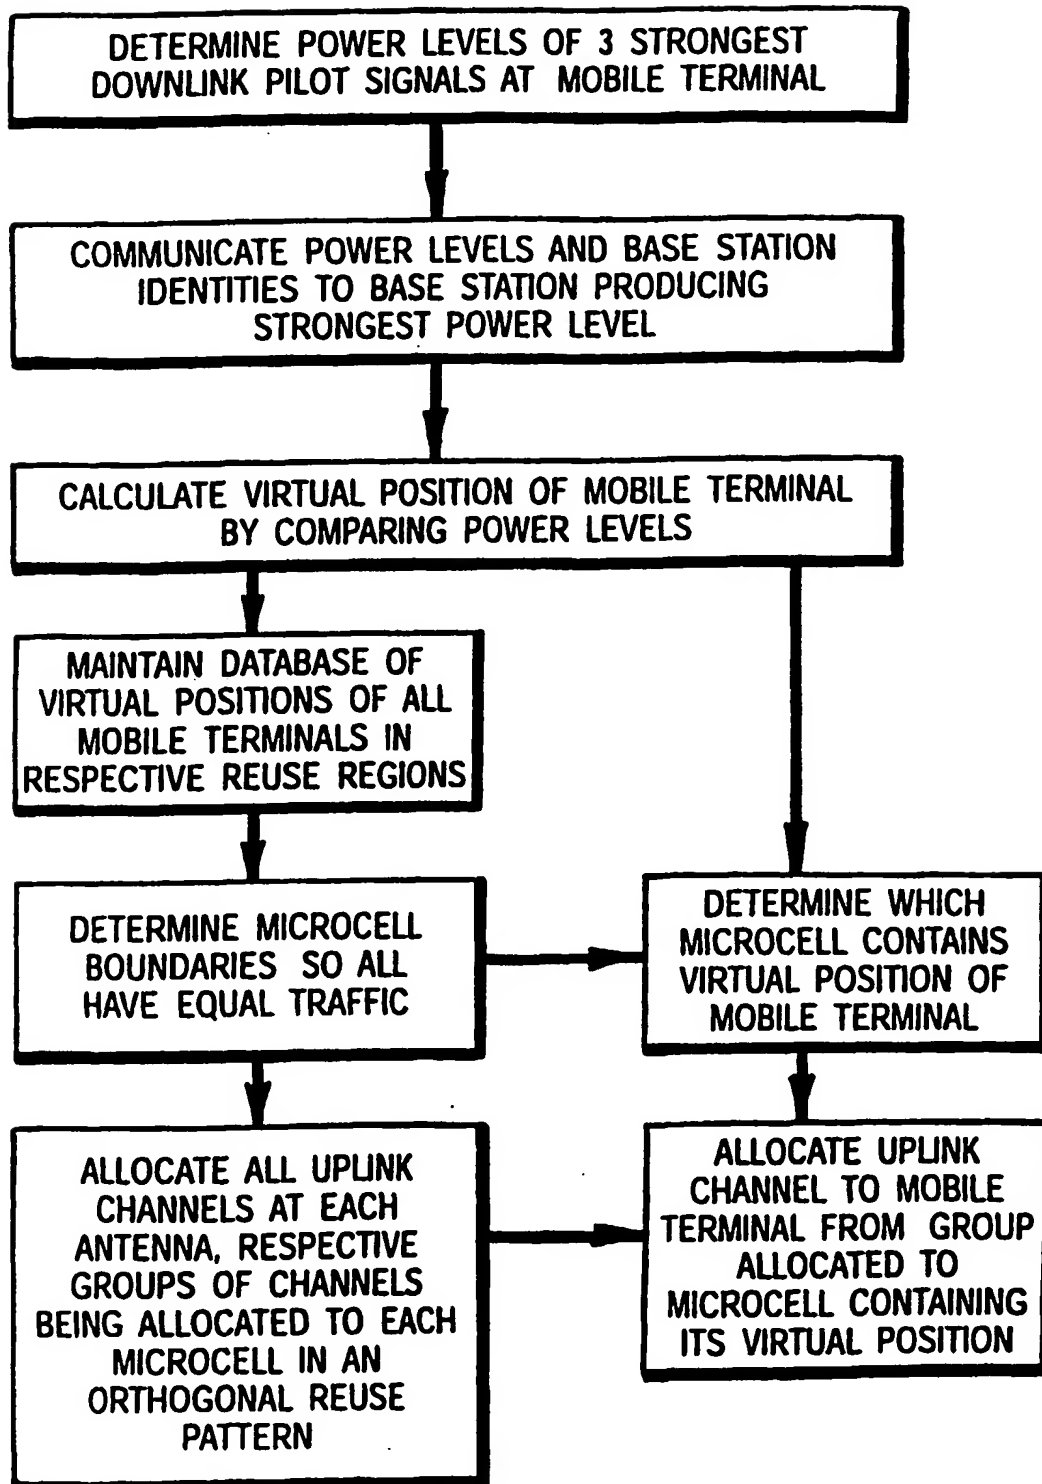 DETERMINE POWER LEVELS OF 3 STRONGEST
DOWNLINK PILOT SIGNALS AT MOBILE TERMINAL
COMMUNICATE POWER LEVELS AND BASE STATION
IDENTITIES TO BASE STATION PRODUCING
STRONGEST POWER LEVEL
CALCULATE VIRTUAL POSITION OF MOBILE TERMINAL
BY COMPARING POWER LEVELS
MAINTAIN DATABASE OF
VIRTUAL POSITIONS OF ALL
MOBILE TERMINALS IN
RESPECTIVE REUSE REGIONS
DETERMINE MICROCELL
BOUNDARIES SO ALL
HAVE EQUAL TRAFFIC
DETERMINE WHICH
MICROCELL CONTAINS
VIRTUAL POSITION OF
MOBILE TERMINAL
ALLOCATE ALL UPLINK
CHANNELS AT EACH
ANTENNA, RESPECTIVE
GROUPS OF CHANNELS
BEING ALLOCATED TO EACH
MICROCELL IN AN
ORTHOGONAL REUSE
PATTERN
ALLOCATE UPLINK
CHANNEL TO MOBILE
TERMINAL FROM GROUP
ALLOCATED TO
MICROCELL CONTAINING
ITS VIRTUAL POSITION